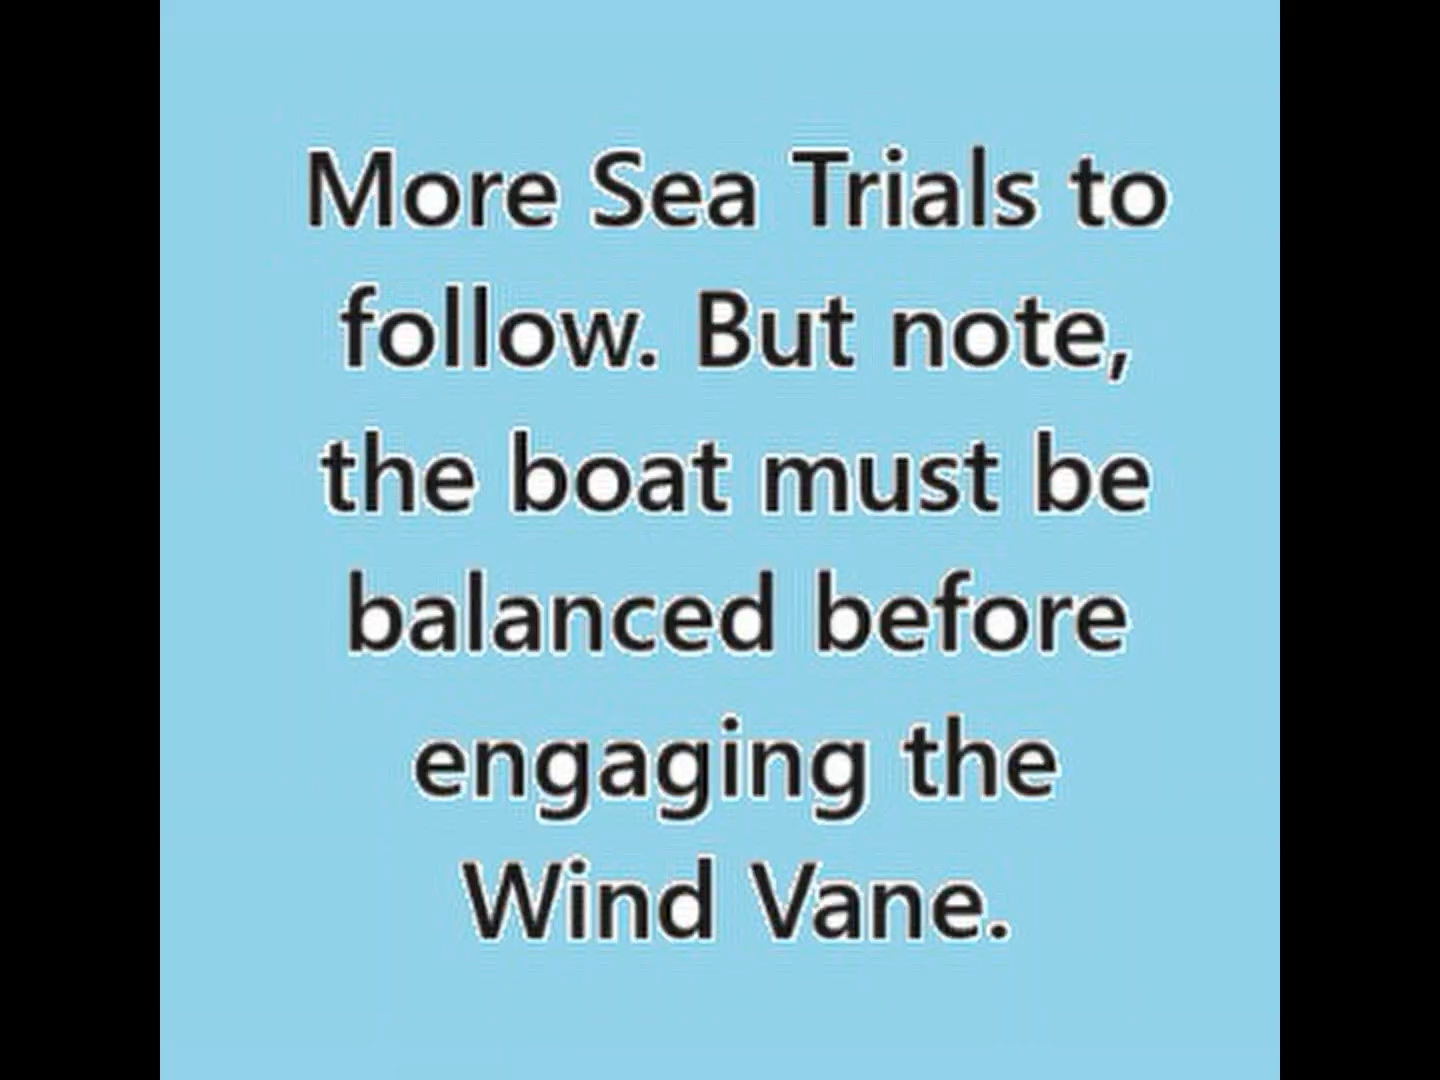 More Sea Trials to
follow. But note,
the boat must be
balanced before
engaging the
Wind Vane.